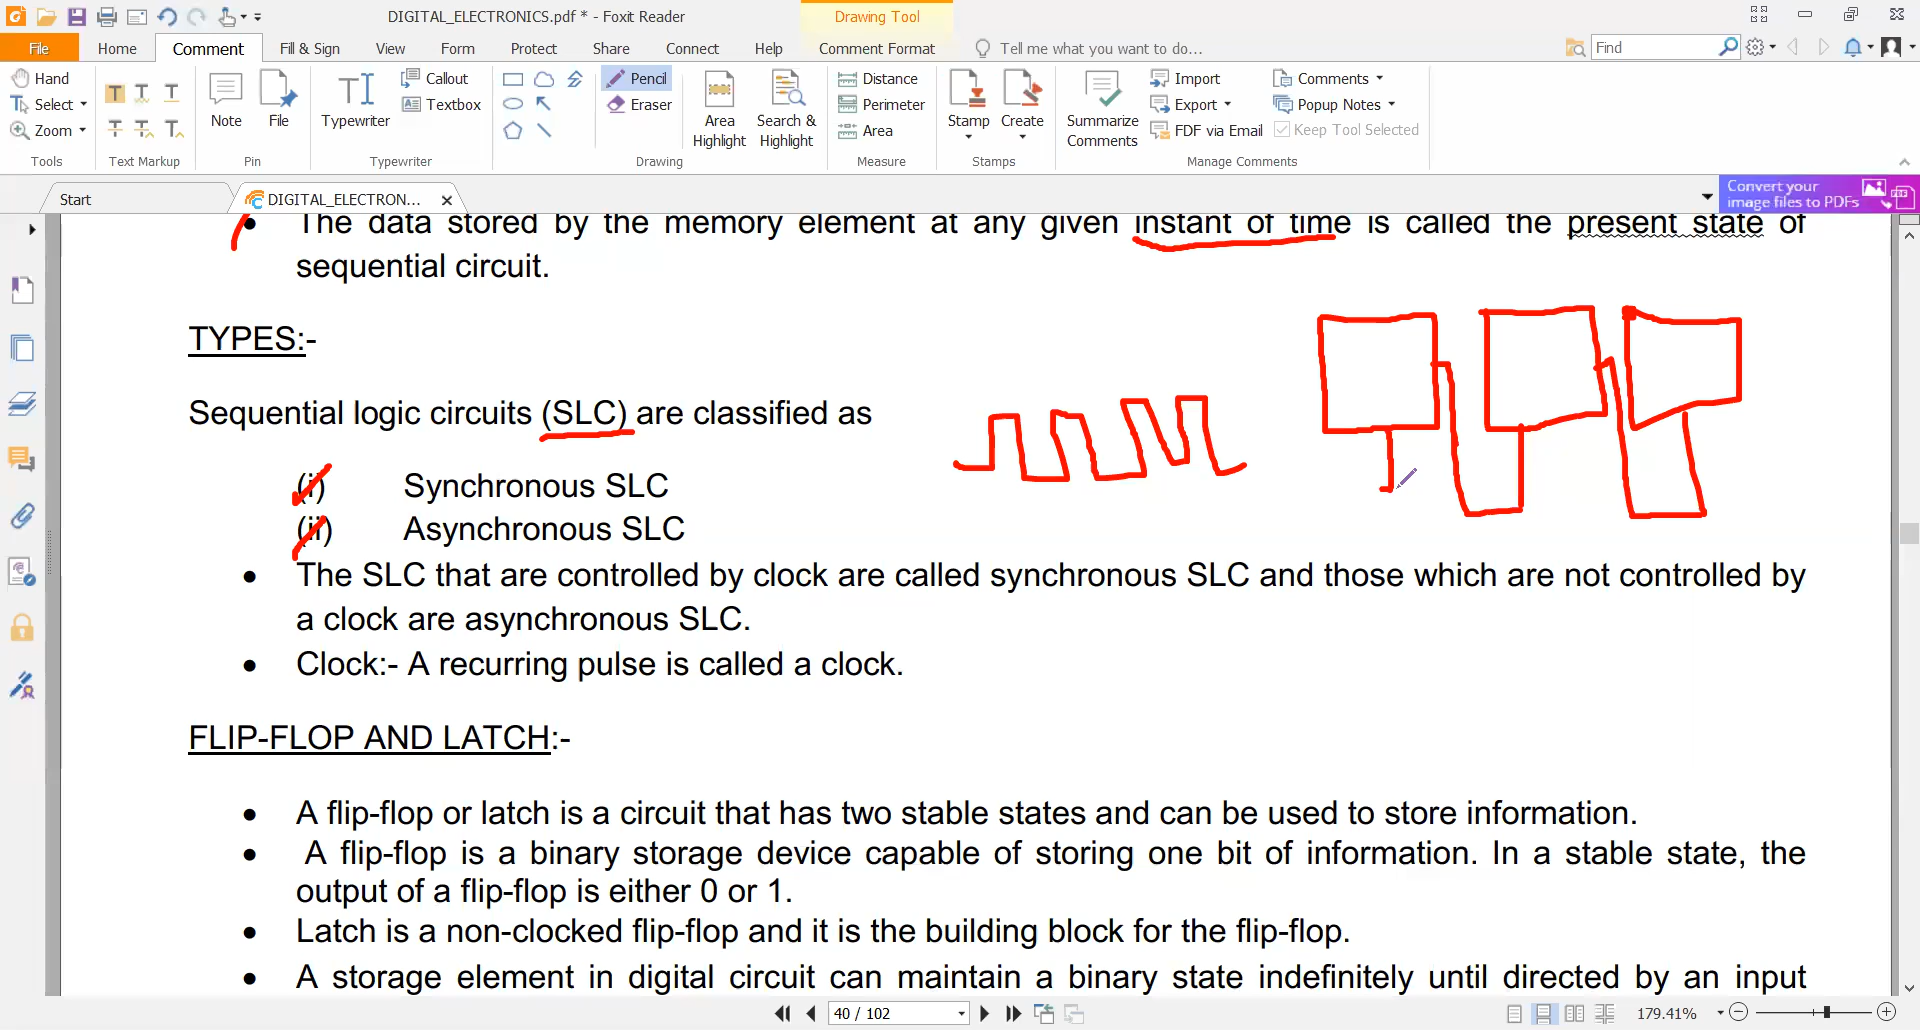 DIGITAL_ELECTRONICS.pdf * - Foxit Reader
Drawing Tool
File Home Comment Fill & Sign View Form Protect Share Connect Help Comment Format Tell me what you want to do... Find
Hand
Select
Zoom
Tools
Text Markup
Note
File
Pin
Typewriter
Callout
Textbox
Typewriter
Pencil
Eraser
Drawing
Area Highlight
Search & Highlight
Distance
Perimeter
Area
Measure
Stamp
Create
Stamps
Summarize Comments
Import
Export
FDF via Email
Comments
Popup Notes
Keep Tool Selected
Manage Comments
Start
DIGITAL_ELECTRON...
Convert your
image files to PDFs
The data stored by the memory element at any given instant of time is called the present state of
sequential circuit.
TYPES:-
Sequential logic circuits (SLC) are classified as
(i) Synchronous SLC
(ii) Asynchronous SLC
• The SLC that are controlled by clock are called synchronous SLC and those which are not controlled by
a clock are asynchronous SLC.
• Clock:- A recurring pulse is called a clock.
FLIP-FLOP AND LATCH:-
• A flip-flop or latch is a circuit that has two stable states and can be used to store information.
• A flip-flop is a binary storage device capable of storing one bit of information. In a stable state, the
output of a flip-flop is either 0 or 1.
• Latch is a non-clocked flip-flop and it is the building block for the flip-flop.
• A storage element in digital circuit can maintain a binary state indefinitely until directed by an input
40 / 102
179.41%